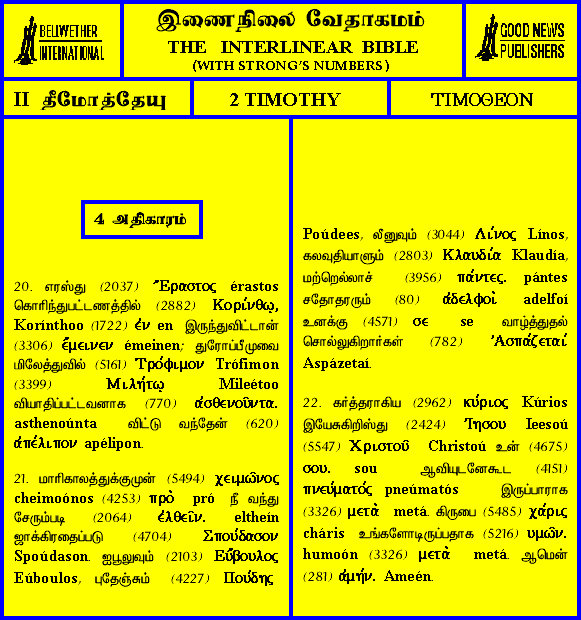 BELIWETHER
INTERNATIONAL
இணைநிலை வேதாகமம்
THE INTERLINEAR BIBLE
(WITH STRONG'S NUMBERS)
GOOD NEWS
PUBLISHERS
II தீமோத்தேயு
2 TIMOTHY
ΤΙΜΟΘΕΟΝ
4 அதிகாரம்
20. எரஸ்து (2037) Ἔραστος érastos
கொரிந்துபட்டணத்தில் (2882) Κορίνθῳ,
Korínthoo (1722) ἐν en இருந்துவிட்டான்
(3306) ἔμεινεν émeinen; துரோப்பீமுவை
மிலேத்துவில் (5161) Τρόφιμον Trófimon
(3399) Μιλήτῳ Mileétoo
வியாதிப்பட்டவனாக (770) ἀσθενοῦντα.
asthenoúnta விட்டு வந்தேன் (620)
ἀπέλιπον apélipon.
21. மாரிகாலத்துக்குமுன் (5494) χειμῶνος
cheimoónos (4253) πρὸ pró நீ வந்து
சேரும்படி (2064) ἐλθεῖν. eltheín
ஜாக்கிரதைப்படு (4704) Σπούδασον
Spoúdason. ஐபூலுவும் (2103) Εὔβουλος
Eúboulos, புதேஞ்சும் (4227) Πούδης
Poúdees, லீனுவும் (3044) Λίνος Línos,
கலவுதியாளும் (2803) Κλαυδία Klaudía,
மற்றெல்லாச் (3956) πάντες. pántes
சதோதரரும் (80) ἀδελφοὶ adelfoí
உனக்கு (4571) σε se வாழ்த்துதல்
சொல்லுகிறார்கள் (782) Ἀσπάζεταί
Aspázetaí.
22. கர்த்தராகிய (2962) κύριος Kúrios
இயேசுகிறிஸ்து (2424) Ἰησου Ieesoú
(5547) Χριστοῦ Christoú உன் (4675)
σου. sou ஆவியுடனேகூட (4151)
πνεύματός pneúmatós இருப்பாராக
(3326) μετὰ metá. கிருபை (5485) χάρις
cháris உங்களோடிருப்பதாக (5216) υμῶν.
humoón (3326) μετὰ metá. ஆமென்
(281) ἀμήν. Ameén.